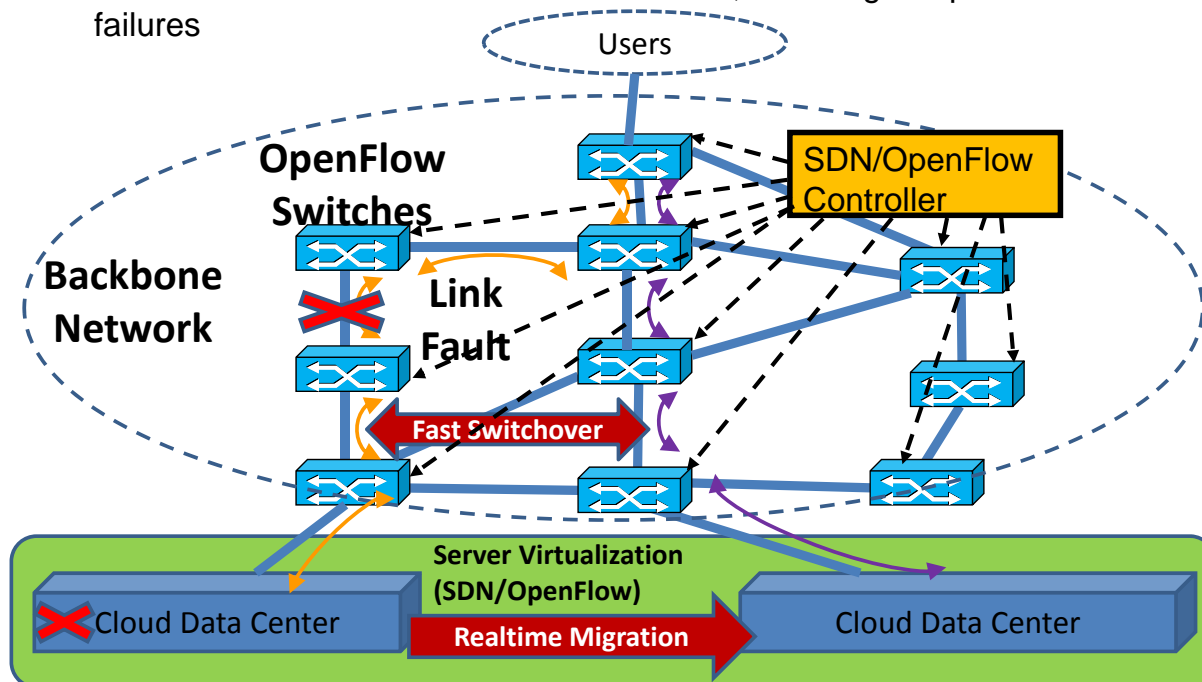 failures
Users
OpenFlow
Switches
SDN/OpenFlow
Controller
Backbone
Network
Link
Fault
Fast Switchover
Server Virtualization
(SDN/OpenFlow)
Cloud Data Center
Realtime Migration
Cloud Data Center